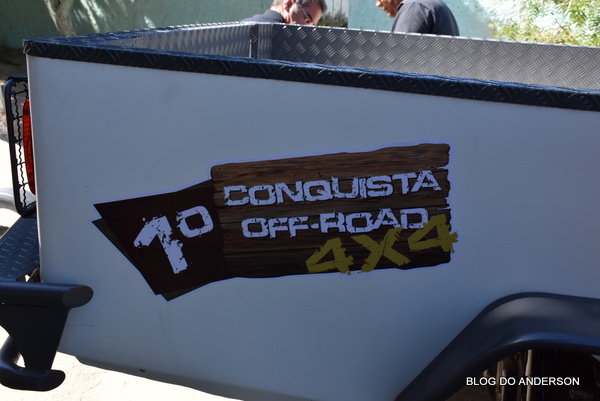 1º
CONQUISTA
OFF-ROAD
4X4
BLOG DO ANDERSON